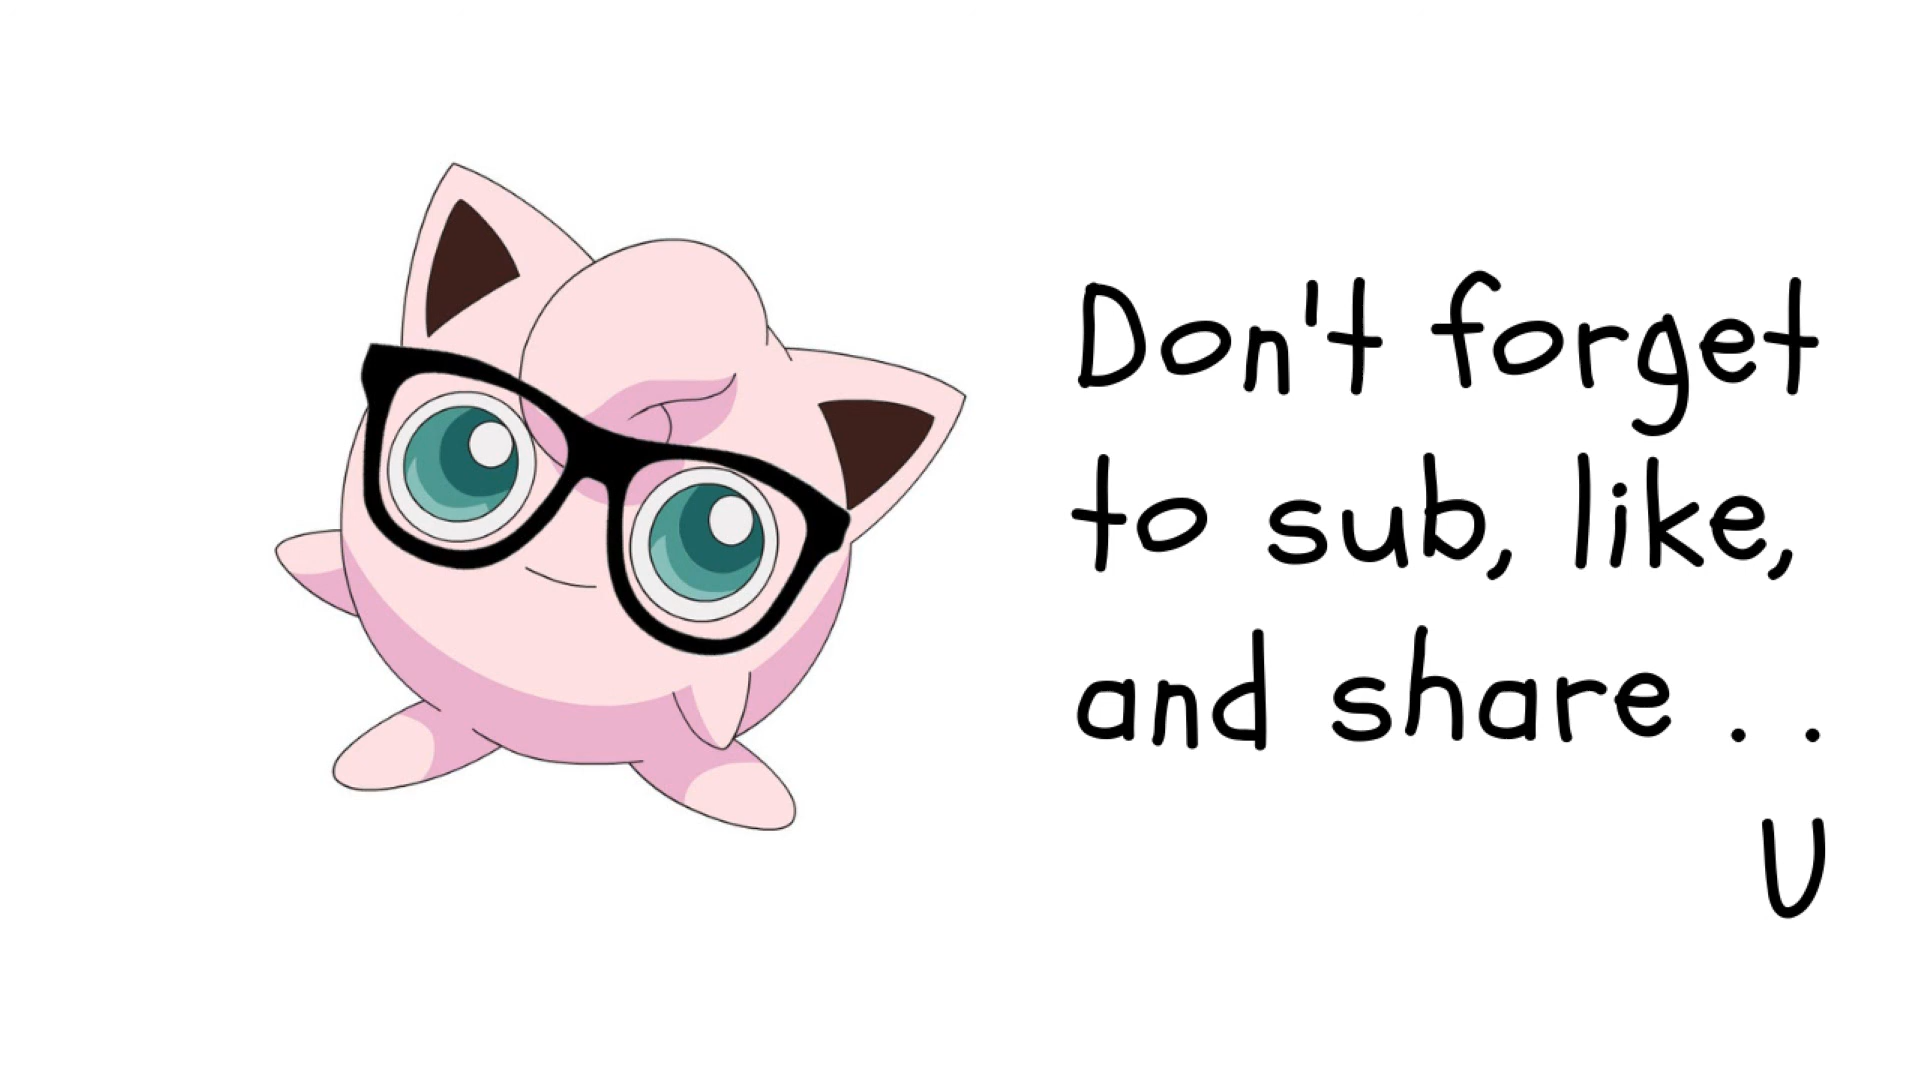 Don't forget
to sub, like,
and share . .
U